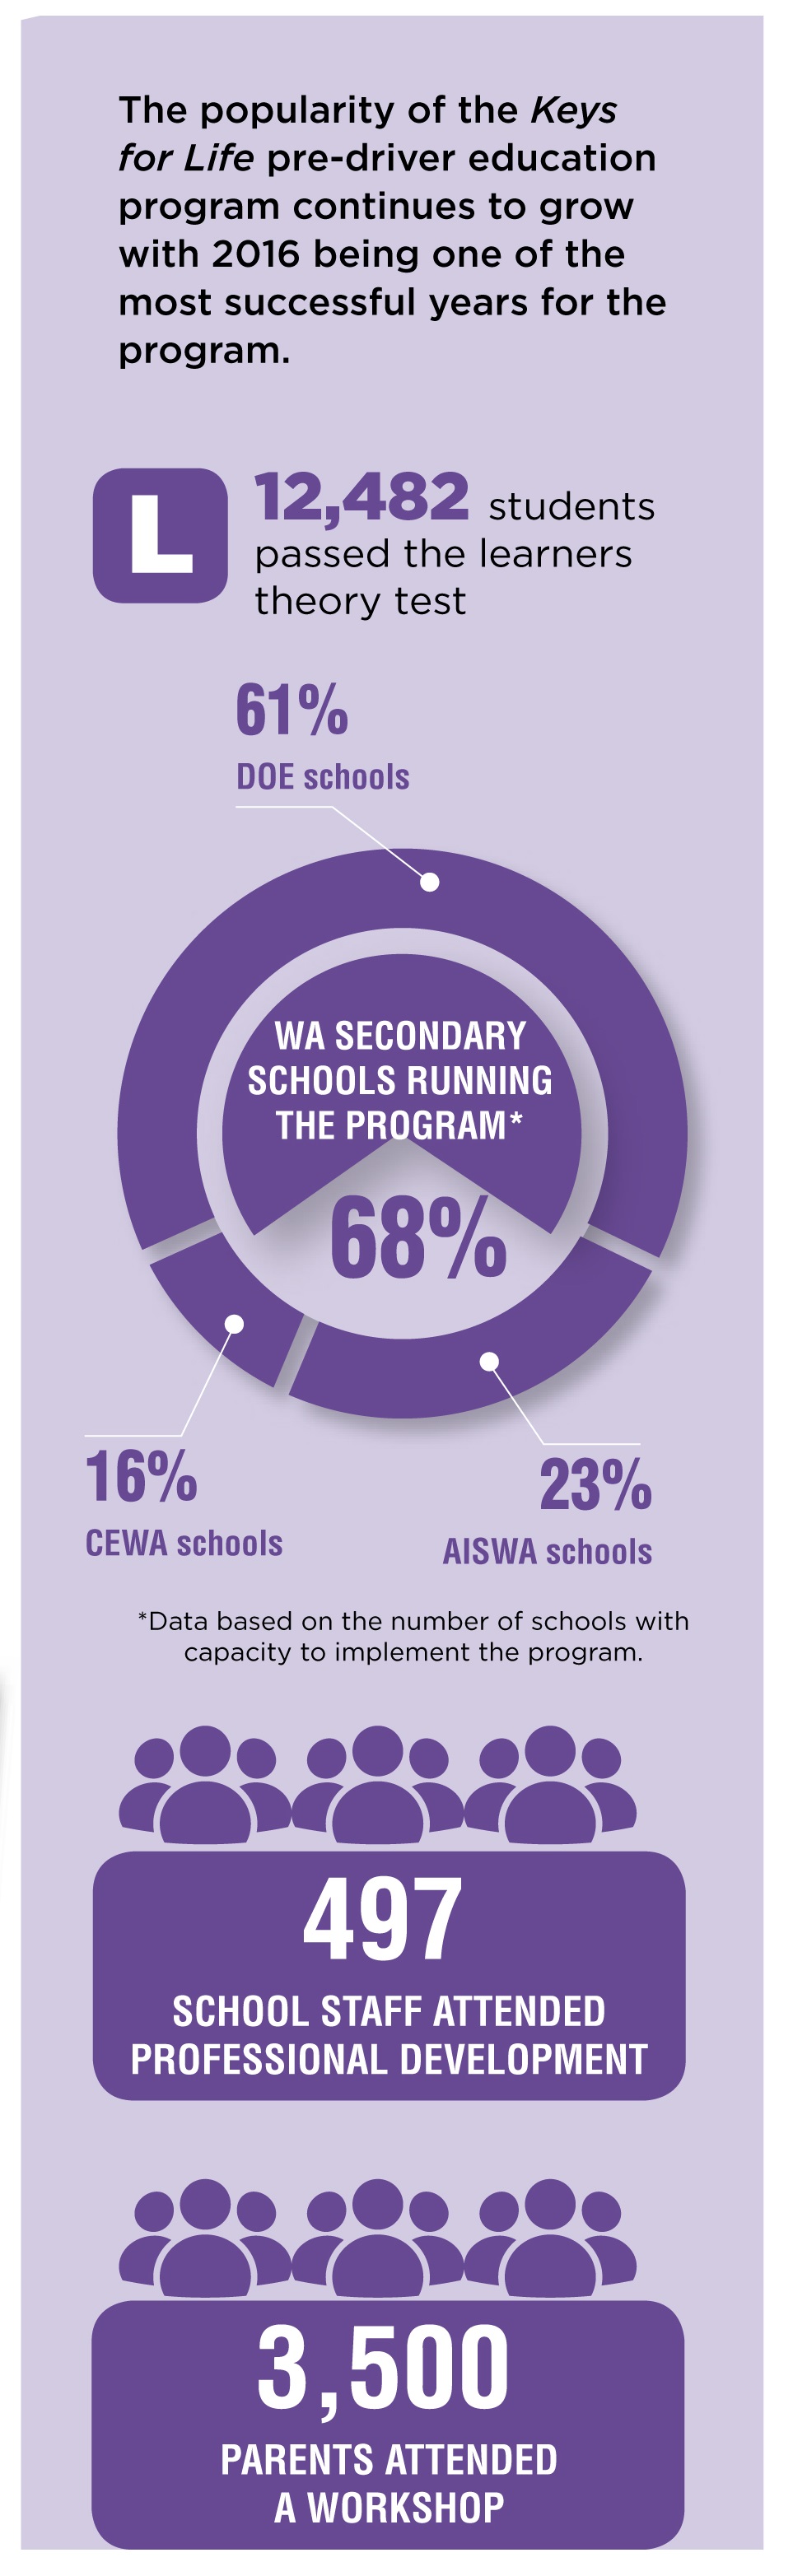 The popularity of the Keys
for Life pre-driver education
program continues to grow
with 2016 being one of the
most successful years for the
program.
L
12,482 students
passed the learners
theory test
61%
DOE schools
WA SECONDARY
SCHOOLS RUNNING
THE PROGRAM*
68%
16%
CEWA schools
23%
AISWA schools
*Data based on the number of schools with
capacity to implement the program.
497
SCHOOL STAFF ATTENDED
PROFESSIONAL DEVELOPMENT
3,500
PARENTS ATTENDED
A WORKSHOP